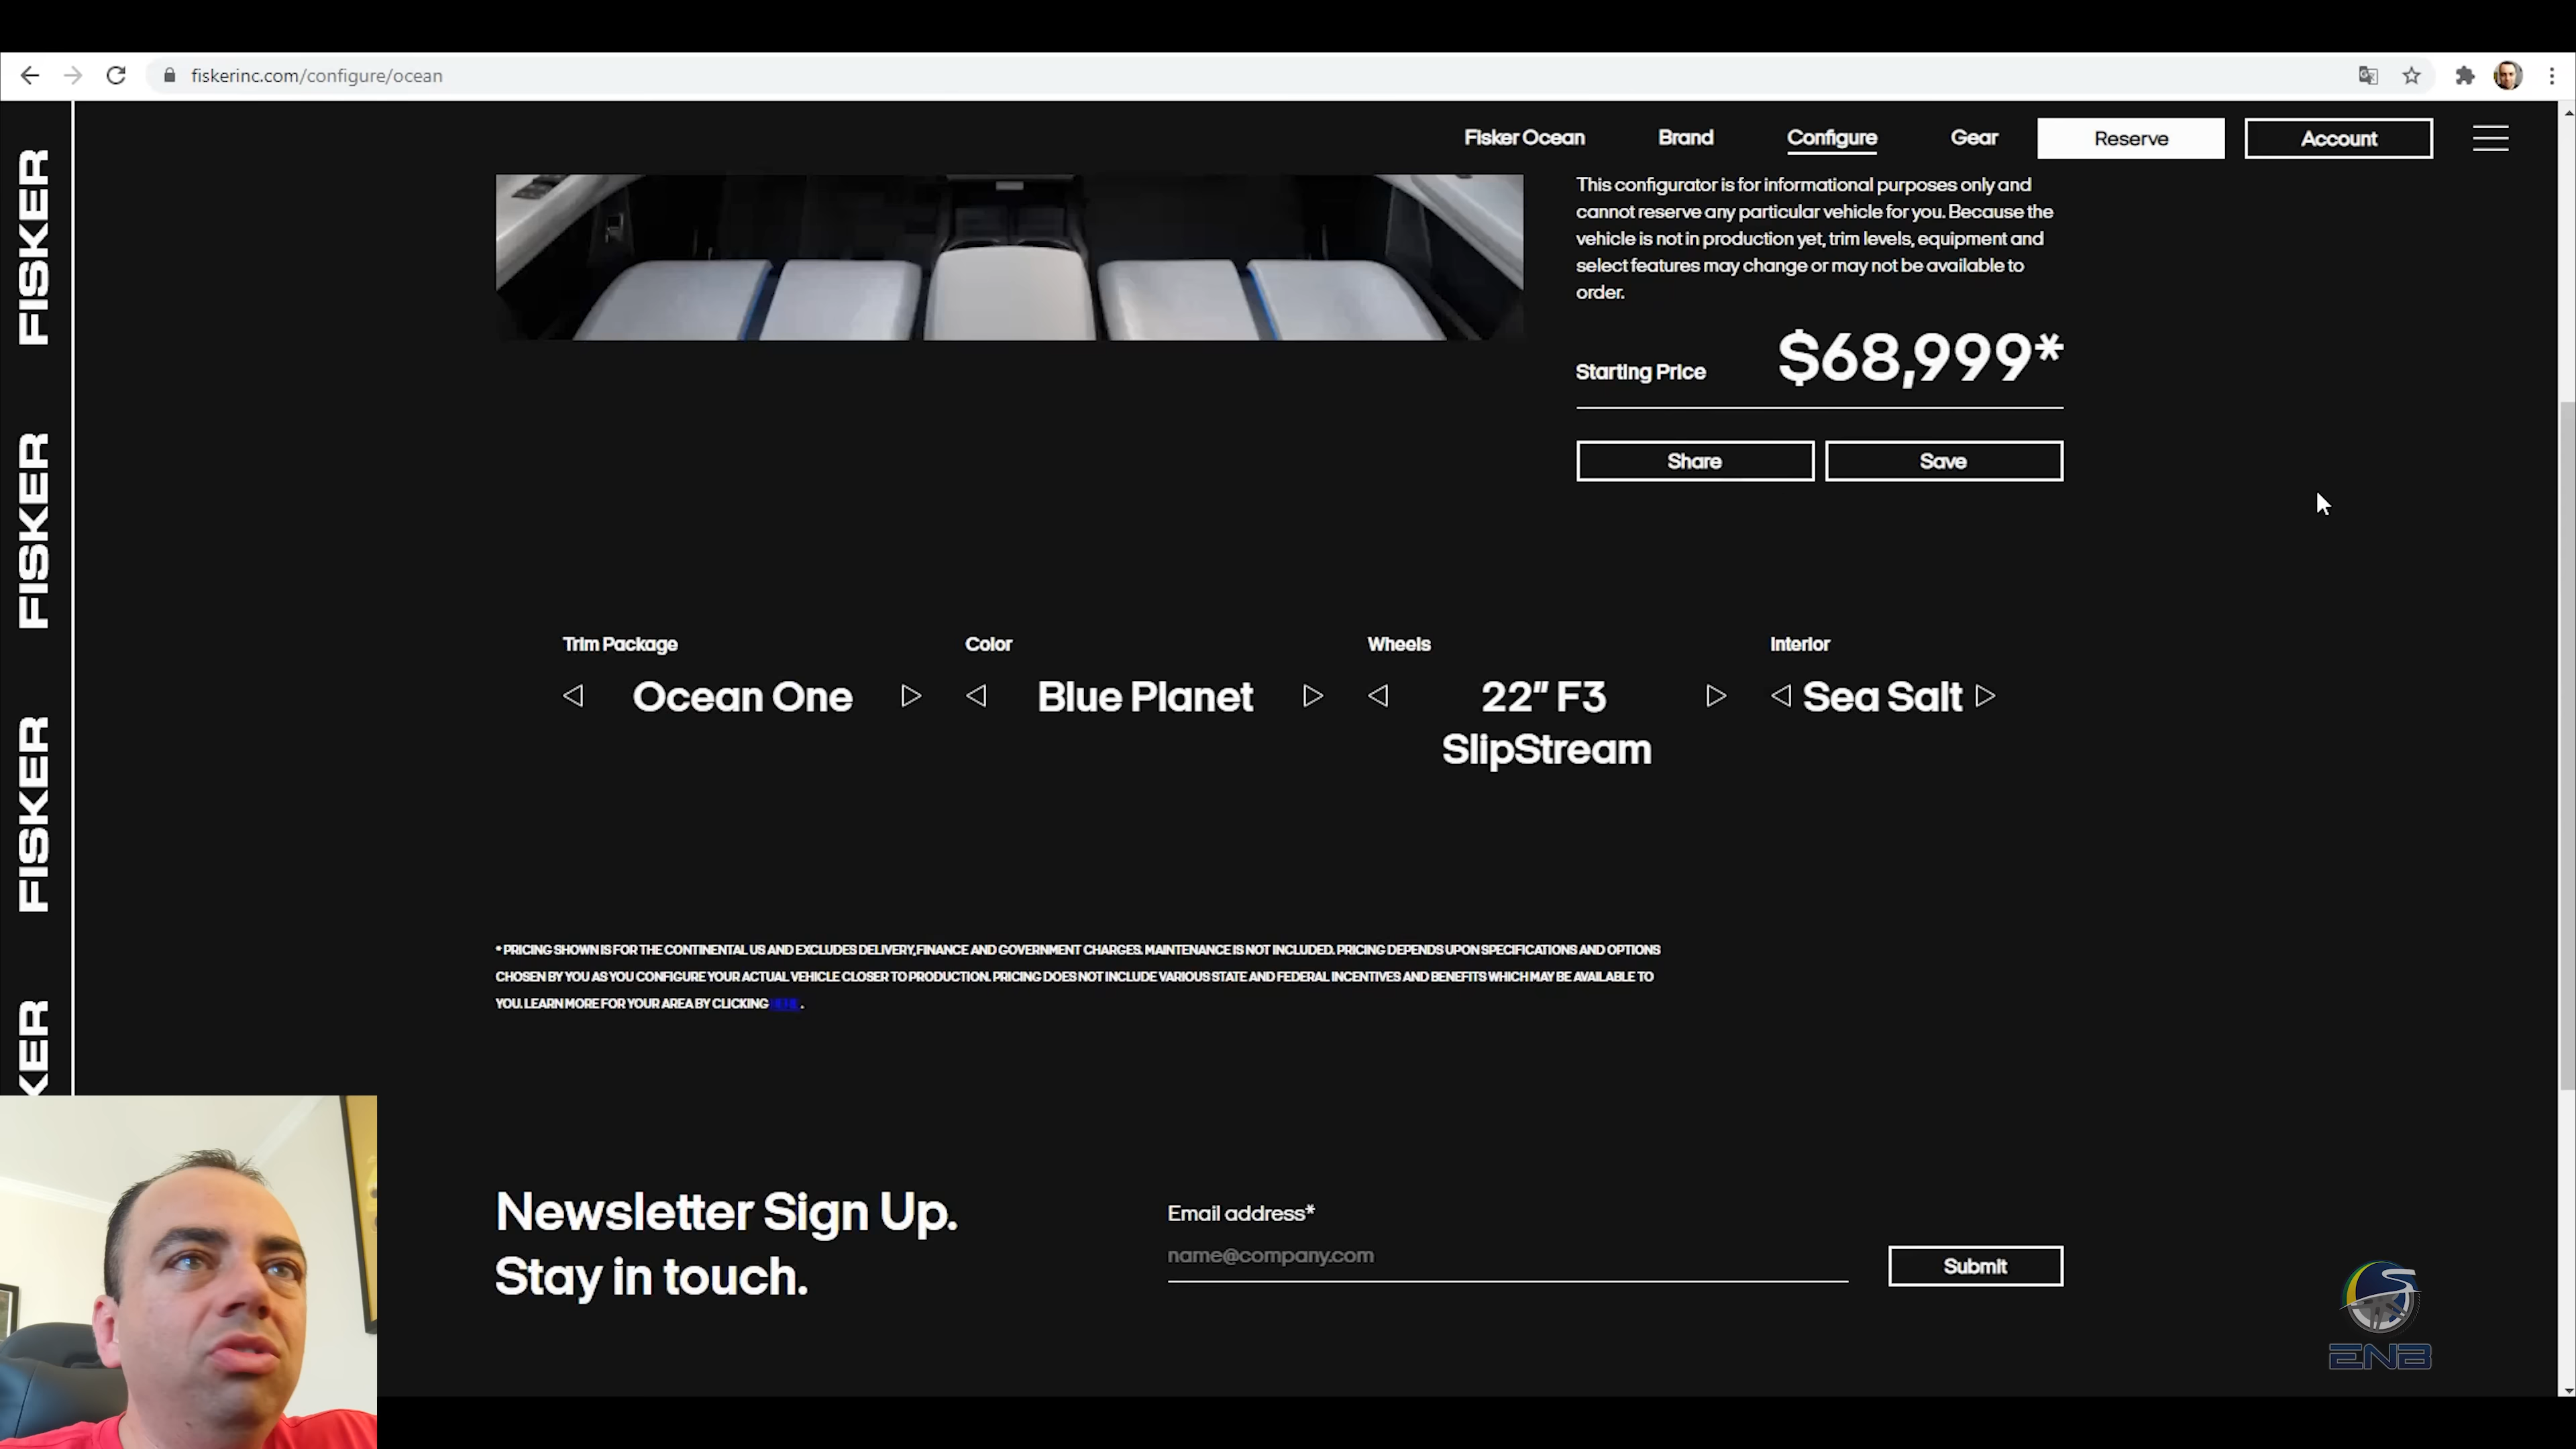 fiskerinc.com/configure/ocean
Fisker Ocean
Brand
Configure
Gear
Reserve
Account
FISKER
FISKER
FISKER
KER
This configurator is for informational purposes only and
cannot reserve any particular vehicle for you. Because the
vehicle is not in production yet, trim levels, equipment and
select features may change or may not be available to
order.
Starting Price
$68,999*
Share
Save
Trim Package
Ocean One
Color
Blue Planet
Wheels
22" F3
SlipStream
Interior
Sea Salt
* PRICING SHOWN IS FOR THE CONTINENTAL US AND EXCLUDES DELIVERY,FINANCE AND GOVERNMENT CHARGES. MAINTENANCE IS NOT INCLUDED. PRICING DEPENDS UPON SPECIFICATIONS AND OPTIONS
CHOSEN BY YOU AS YOU CONFIGURE YOUR ACTUAL VEHICLE CLOSER TO PRODUCTION. PRICING DOES NOT INCLUDE VARIOUS STATE AND FEDERAL INCENTIVES AND BENEFITS WHICH MAY BE AVAILABLE TO
YOU. LEARN MORE FOR YOUR AREA BY CLICKING HERE.
Newsletter Sign Up.
Stay in touch.
Email address*
name@company.com
Submit
ENB